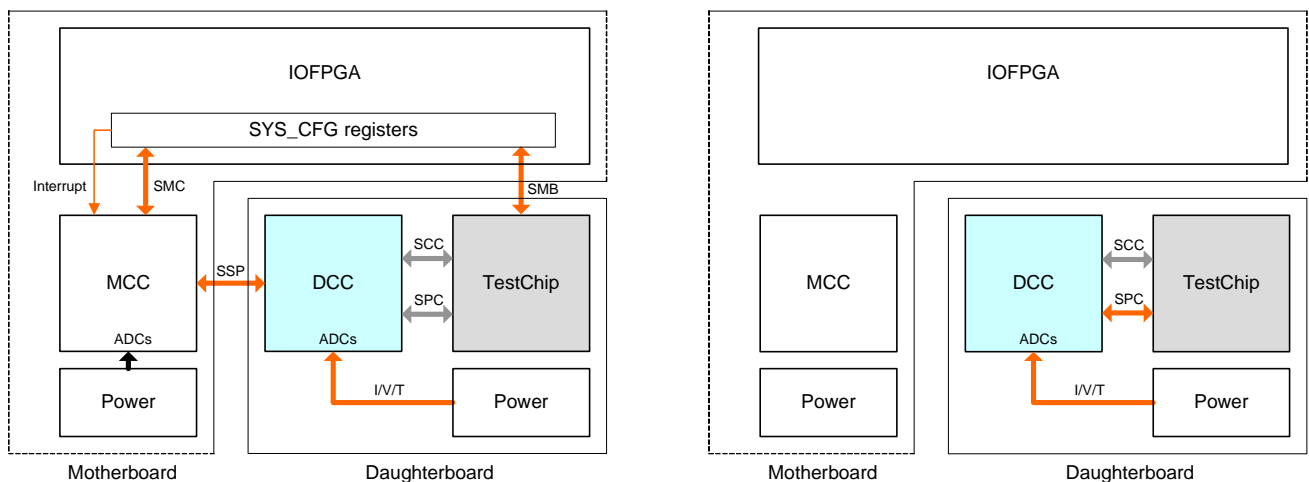 IOFPGA
SYS_CFG registers
Interrupt
SMC
SMB
MCC
ADCs
SSP
DCC
ADCs
SCC
SPC
TestChip
Power
I/V/T
Power
Motherboard
Daughterboard
IOFPGA
MCC
DCC
ADCs
SCC
SPC
TestChip
Power
I/V/T
Power
Motherboard
Daughterboard